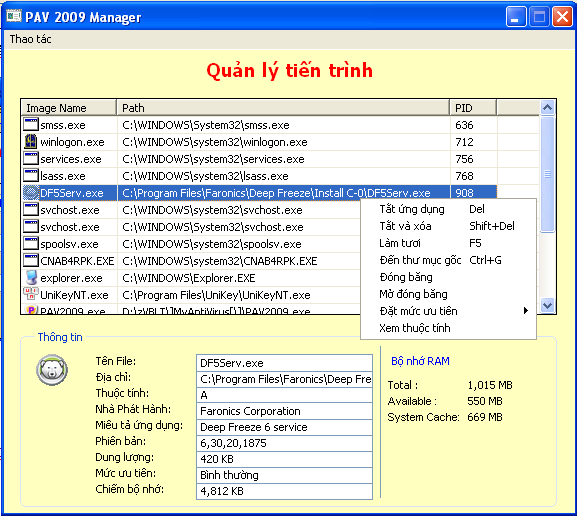 PAV 2009 Manager
Thao tác
Quản lý tiến trình
Image Name Path PID
smss.exe C:\WINDOWS\System32\smss.exe 636
winlogon.exe C:\WINDOWS\system32\winlogon.exe 712
services.exe C:\WINDOWS\system32\services.exe 756
lsass.exe C:\WINDOWS\system32\lsass.exe 768
DF5Serv.exe C:\Program Files\Faronics\Deep Freeze\Install C-0\DF5Serv.exe 908
svchost.exe C:\WINDOWS\system32\svchost.exe
svchost.exe C:\WINDOWS\System32\svchost.exe
spoolsv.exe C:\WINDOWS\system32\spoolsv.exe
CNAB4RPK.EXE C:\WINDOWS\system32\CNAB4RPK.EXE
explorer.EXE C:\WINDOWS\Explorer.EXE
UniKeyNT.exe C:\Program Files\UniKey\UniKeyNT.exe
PAV2009.exe D:\zVBLT\]MyAntiVirus[\]\PAV2009.exe
Tắt ứng dụng Del
Tắt và xóa Shift+Del
Làm tươi F5
Đến thư mục gốc Ctrl+G
Đóng băng
Mở đóng băng
Đặt mức ưu tiên
Xem thuộc tính
Thông tin
Tên File: DF5Serv.exe
Địa chỉ: C:\Program Files\Faronics\Deep Fre
Thuộc tính: A
Nhà Phát Hành: Faronics Corporation
Miêu tả ứng dụng: Deep Freeze 6 service
Phiên bản: 6,30,20,1875
Dung lượng: 420 KB
Mức ưu tiên: Bình thường
Chiếm bộ nhớ: 4,812 KB
Bộ nhớ RAM
Total : 1,015 MB
Available : 550 MB
System Cache: 669 MB